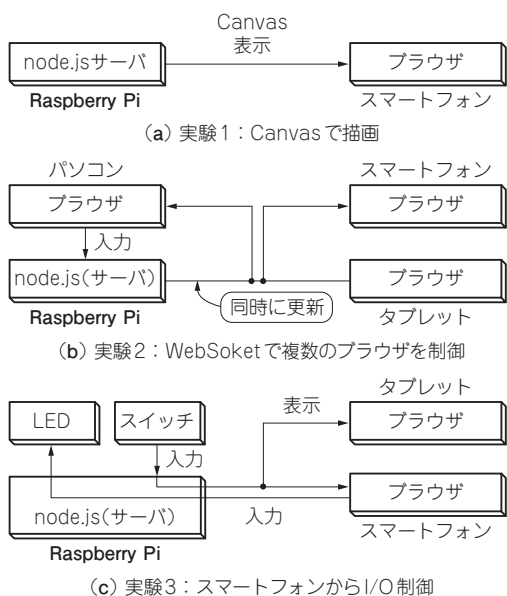 Canvas
表示
node.jsサーバ
ブラウザ
Raspberry Pi
スマートフォン
(a) 実験1：Canvasで描画
パソコン
スマートフォン
ブラウザ
ブラウザ
入力
node.js(サーバ)
ブラウザ
同時に更新
Raspberry Pi
タブレット
(b) 実験2：WebSoketで複数のブラウザを制御
タブレット
表示
LED
スイッチ
ブラウザ
入力
ブラウザ
node.js(サーバ)
入力
スマートフォン
Raspberry Pi
(c) 実験3：スマートフォンからI/O制御